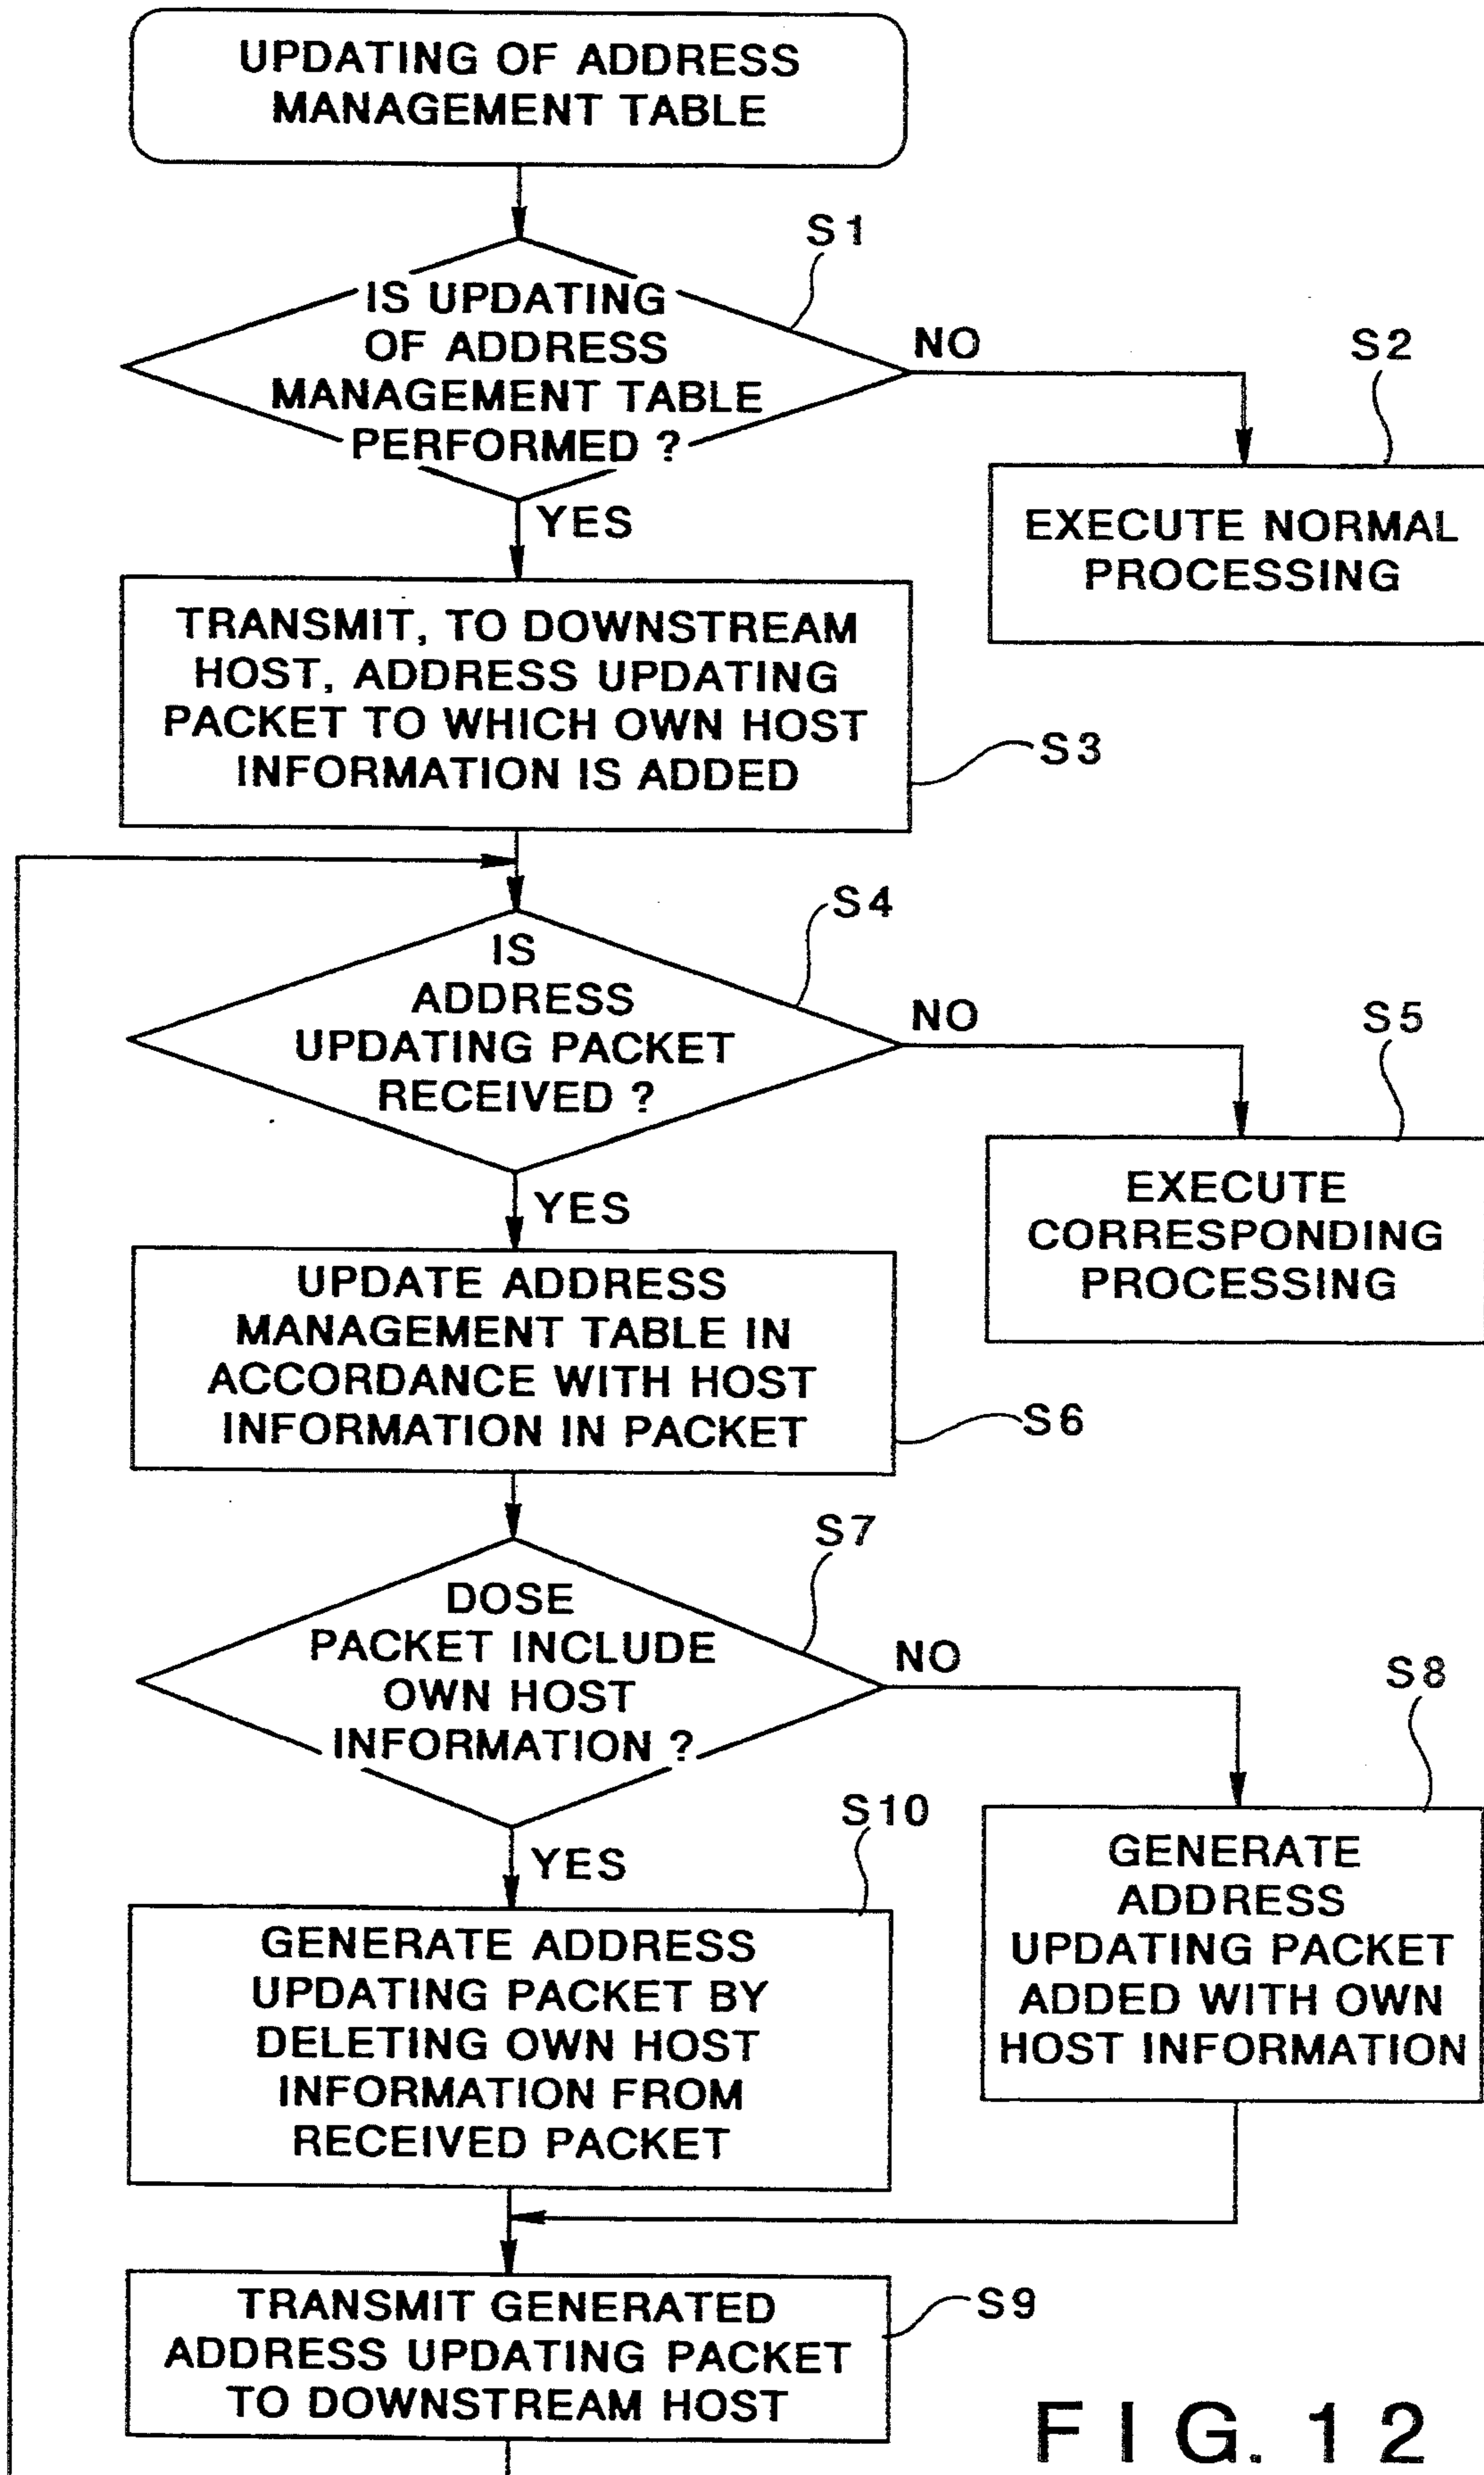 UPDATING OF ADDRESS
MANAGEMENT TABLE
S1
IS UPDATING
OF ADDRESS
MANAGEMENT TABLE
PERFORMED ?
NO
S2
YES
EXECUTE NORMAL
PROCESSING
TRANSMIT, TO DOWNSTREAM
HOST, ADDRESS UPDATING
PACKET TO WHICH OWN HOST
INFORMATION IS ADDED
S3
S4
IS
ADDRESS
UPDATING PACKET
RECEIVED ?
NO
S5
YES
EXECUTE
CORRESPONDING
PROCESSING
UPDATE ADDRESS
MANAGEMENT TABLE IN
ACCORDANCE WITH HOST
INFORMATION IN PACKET
S6
S7
DOSE
PACKET INCLUDE
OWN HOST
INFORMATION ?
NO
S8
S10
YES
GENERATE
ADDRESS
UPDATING PACKET
ADDED WITH OWN
HOST INFORMATION
GENERATE ADDRESS
UPDATING PACKET BY
DELETING OWN HOST
INFORMATION FROM
RECEIVED PACKET
TRANSMIT GENERATED
ADDRESS UPDATING PACKET
TO DOWNSTREAM HOST
S9
FIG. 12